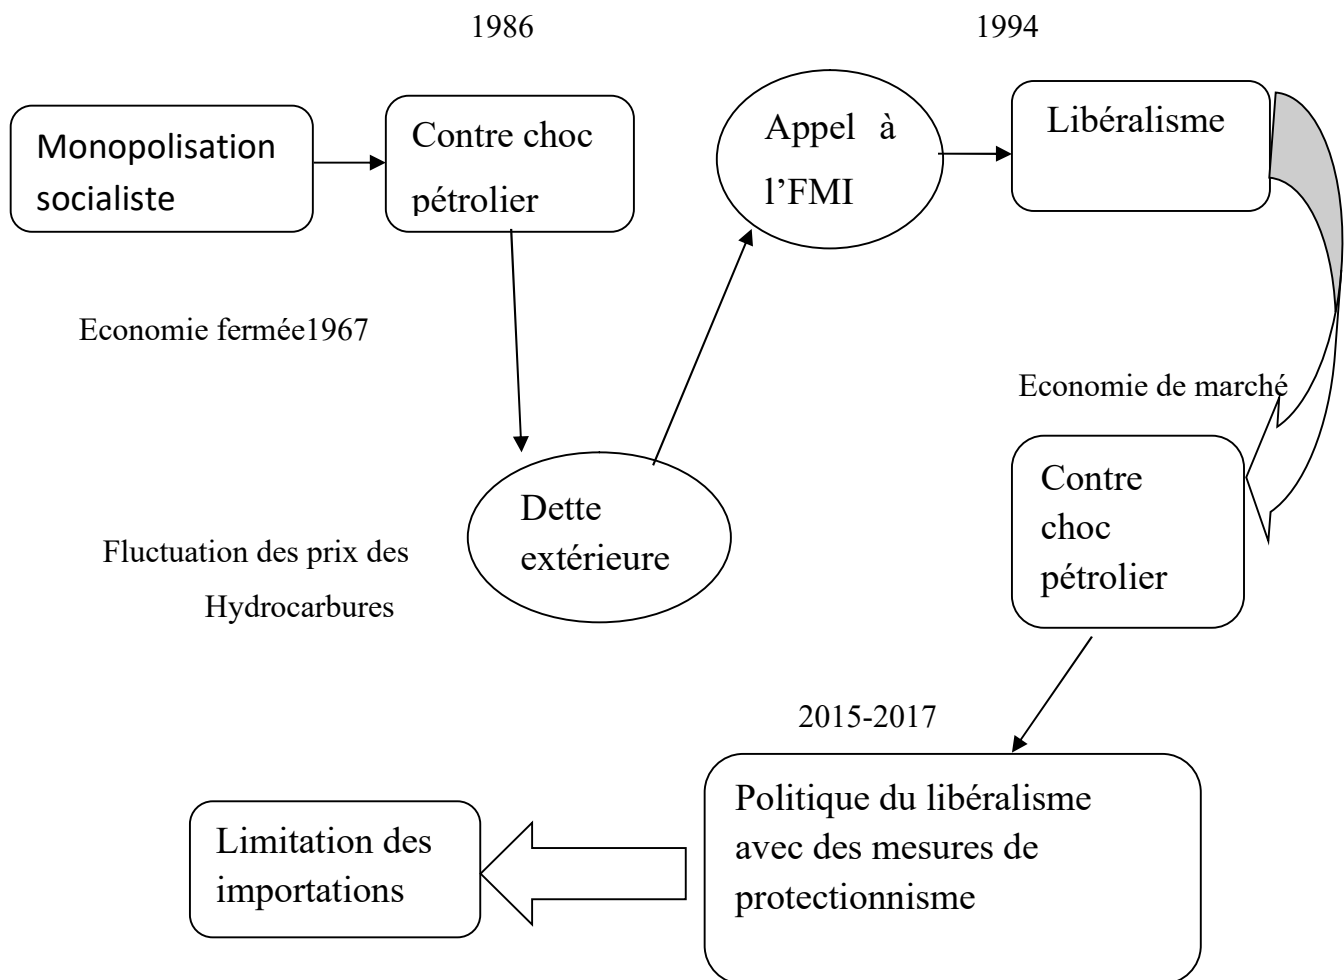 1986
1994
Monopolisation
socialiste
Contre choc
pétrolier
Appel à
l’FMI
Libéralisme
Economie fermée1967
Economie de marché
Dette
extérieure
Fluctuation des prix des
Hydrocarbures
Contre
choc
pétrolier
2015-2017
Politique du libéralisme
avec des mesures de
protectionnisme
Limitation des
importations